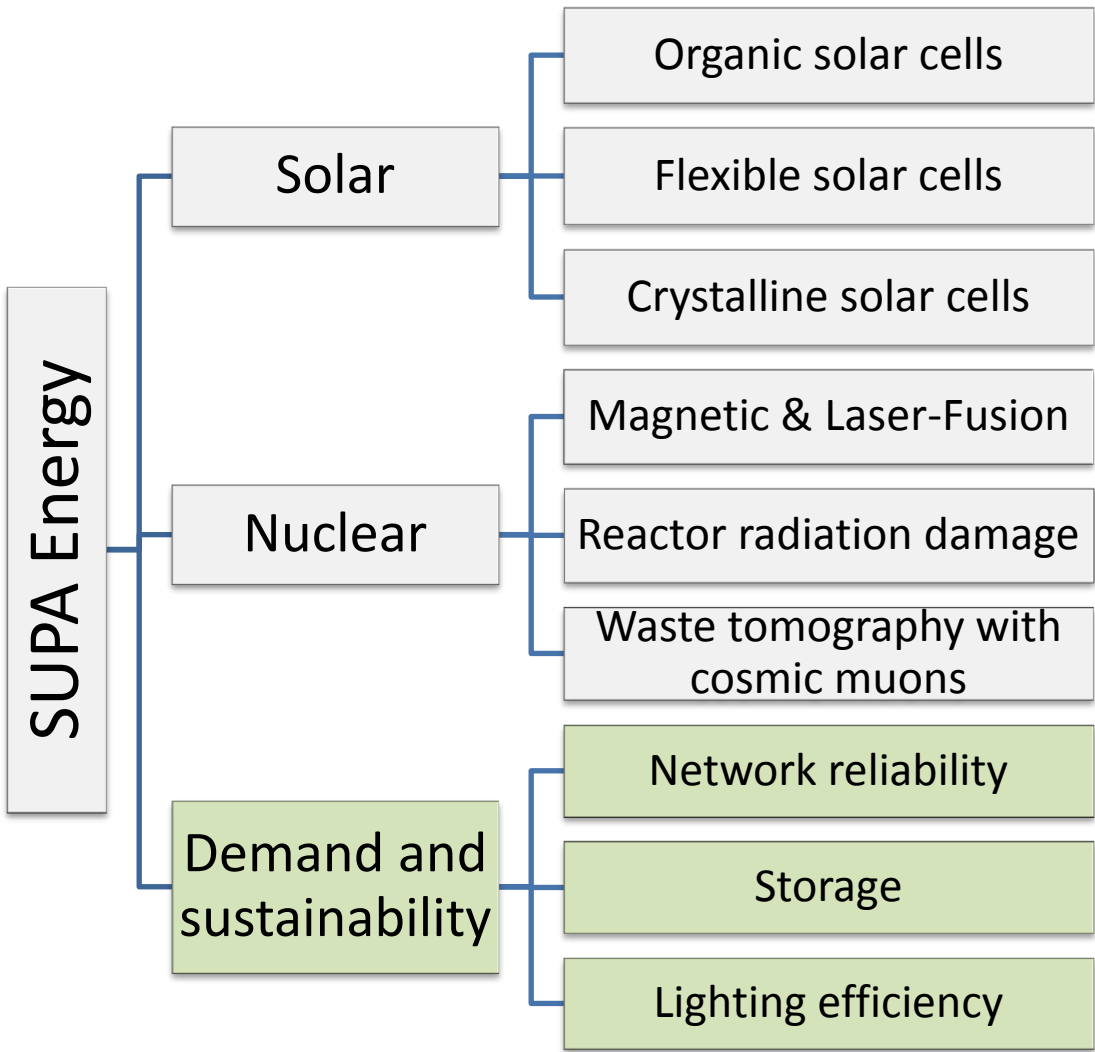 SUPA Energy
Solar
Organic solar cells
Flexible solar cells
Crystalline solar cells
Nuclear
Magnetic & Laser-Fusion
Reactor radiation damage
Waste tomography with
cosmic muons
Demand and
sustainability
Network reliability
Storage
Lighting efficiency